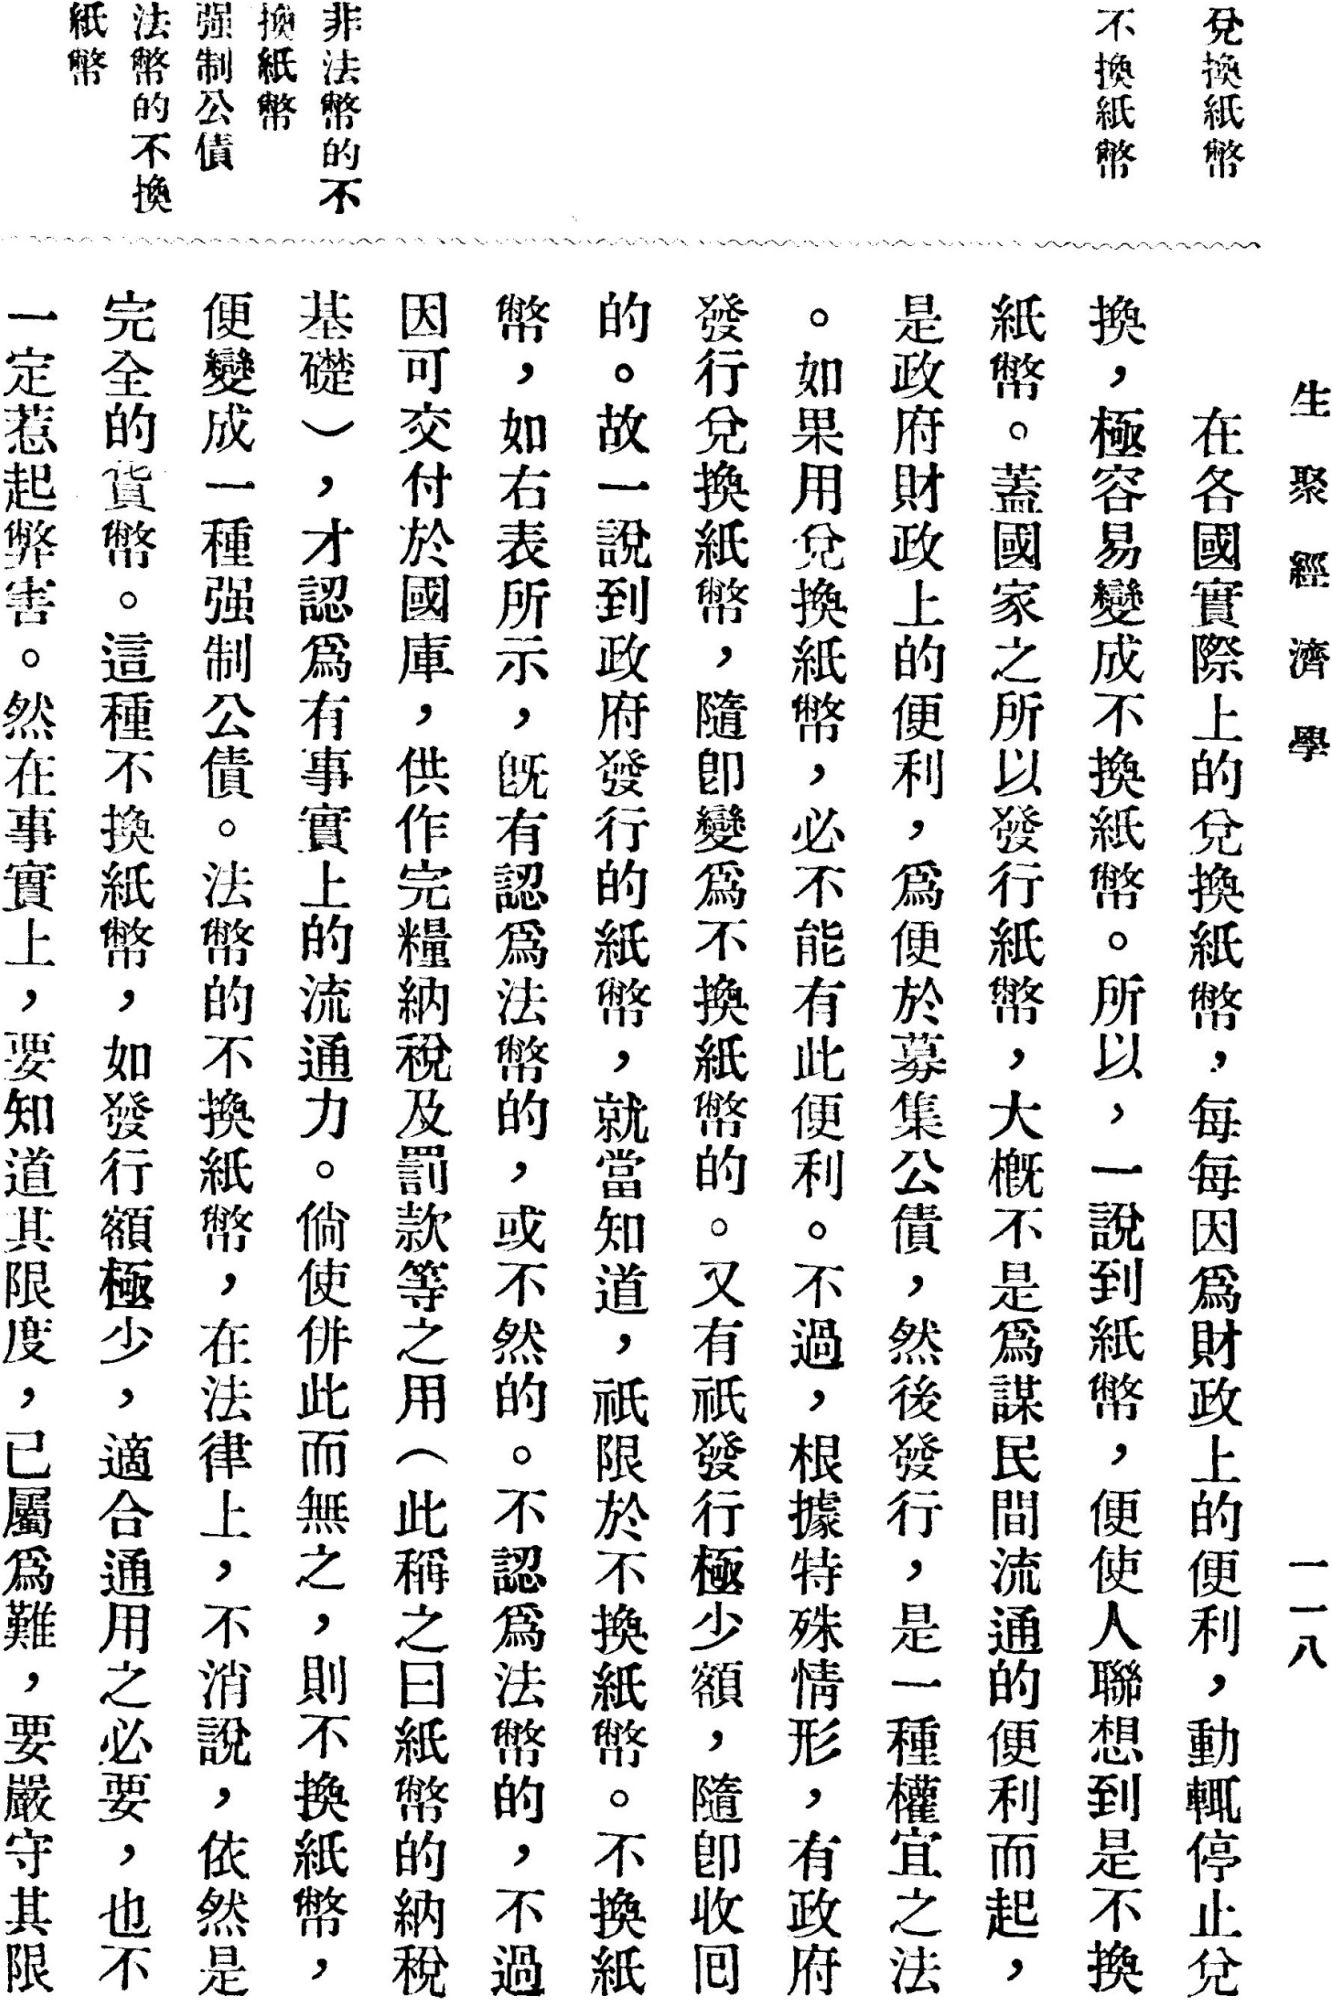 生聚經濟學
一一八
兌換紙幣
不換紙幣
非法幣的不
換紙幣
强制公債
法幣的不換
紙幣
在各國實際上的兌換紙幣，每每因爲財政上的便利，動輒停止兌
換，極容易變成不換紙幣。所以，一說到紙幣，便使人聯想到是不換
紙幣。蓋國家之所以發行紙幣，大概不是爲謀民間流通的便利而起，
是政府財政上的便利，爲便於募集公債，然後發行，是一種權宜之法
。如果用兌換紙幣，必不能有此便利。不過，根據特殊情形，有政府
發行兌換紙幣，隨卽變爲不換紙幣的。又有祇發行極少額，隨卽收囘
的。故一說到政府發行的紙幣，就當知道，祇限於不換紙幣。不換紙
幣，如右表所示，旣有認爲法幣的，或不然的。不認爲法幣的，不過
因可交付於國庫，供作完糧納稅及罰款等之用（此稱之曰紙幣的納稅
基礎），才認爲有事實上的流通力。倘使併此而無之，則不換紙幣，
便變成一種强制公債。法幣的不換紙幣，在法律上，不消說，依然是
完全的貨幣。這種不換紙幣，如發行額極少，適合通用之必要，也不
一定惹起弊害。然在事實上，要知道其限度，已屬爲難，要嚴守其限